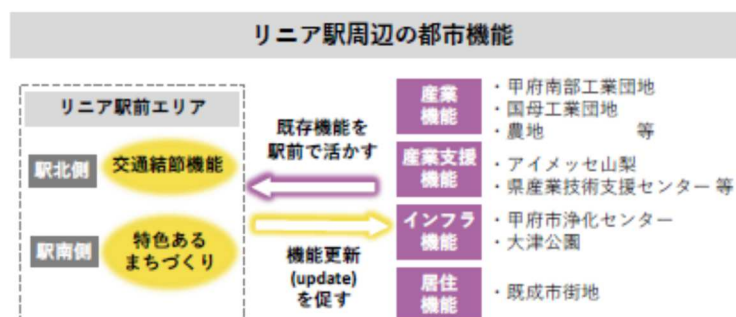 リニア駅周辺の都市機能
リニア駅前エリア
駅北側
交通結節機能
駅南側
特色ある
まちづくり
既存機能を
駅前で活かす
機能更新
(update)
を促す
産業
機能
・甲府南部工業団地
・国母工業団地
・農地 等
産業支援
機能
・アイメッセ山梨
・県産業技術支援センター 等
インフラ
機能
・甲府市浄化センター
・大津公園
居住
機能
・既成市街地